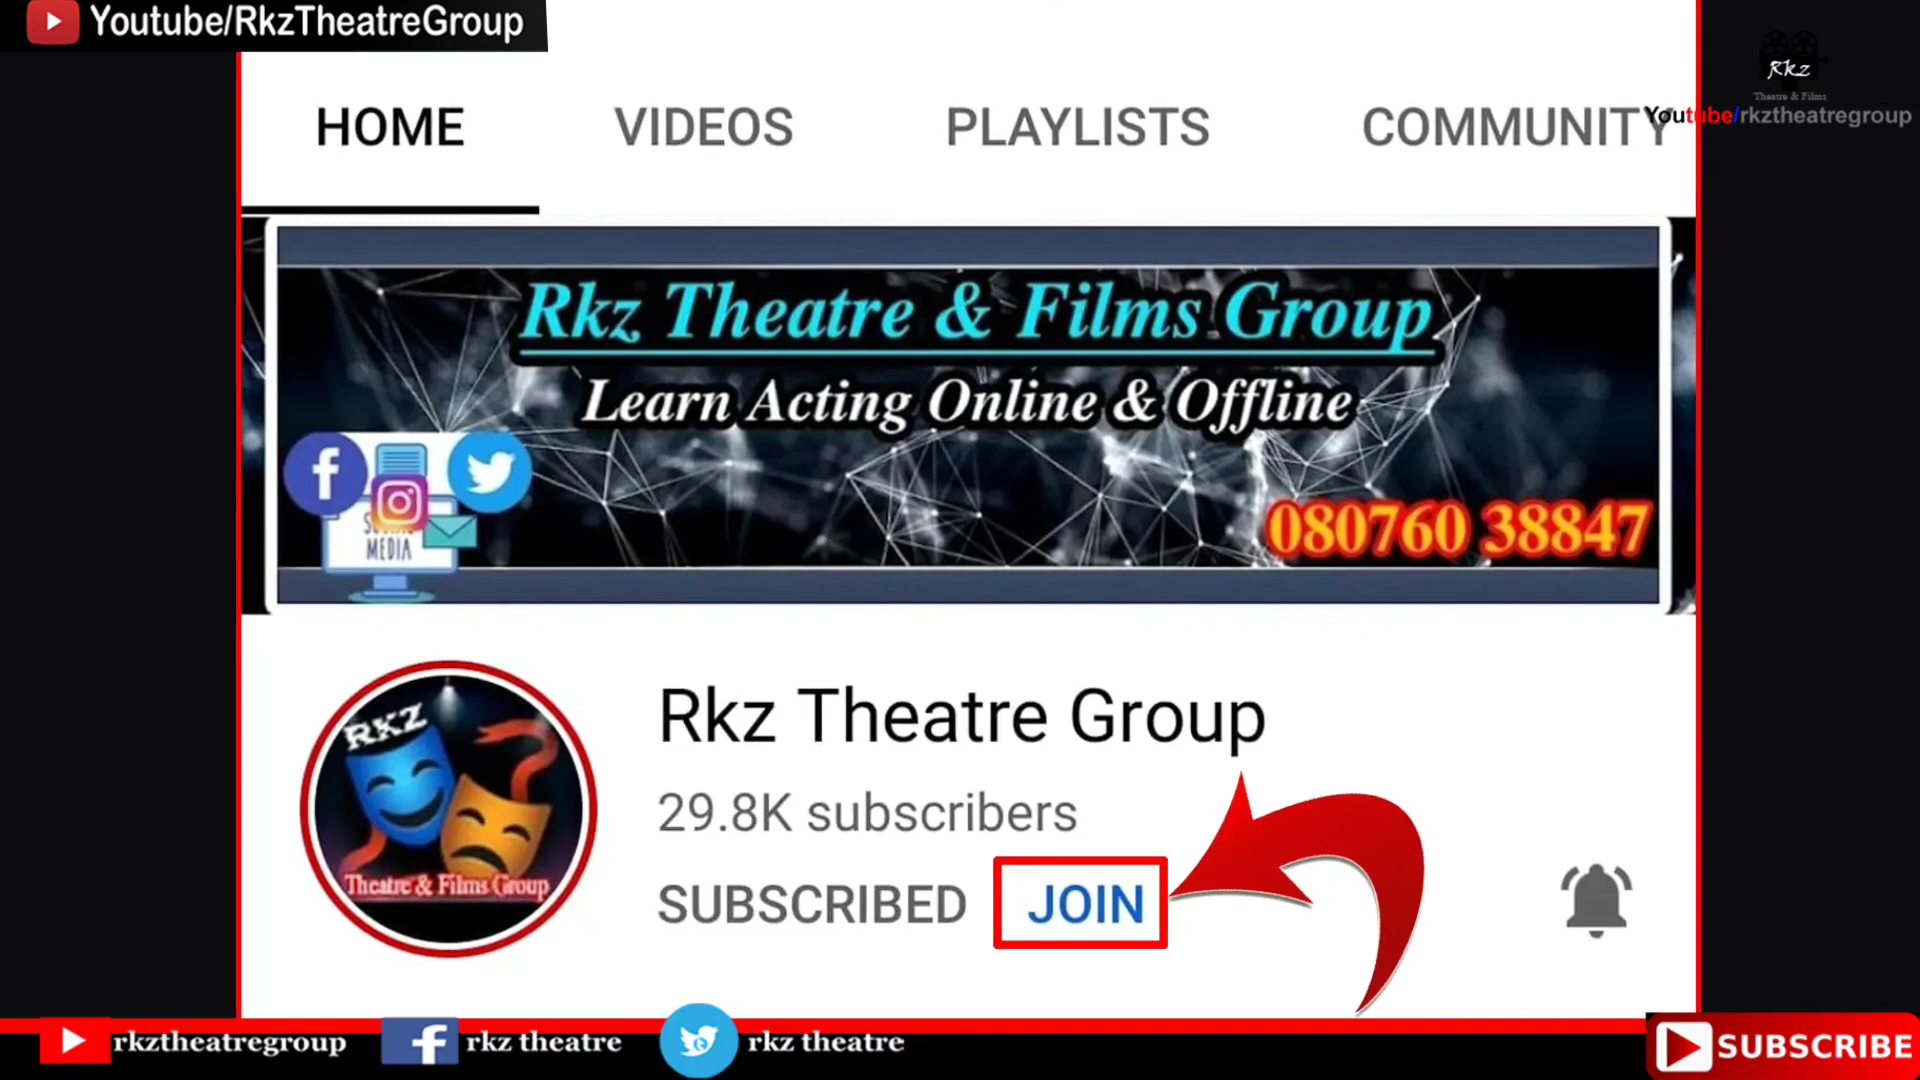 Youtube/RkzTheatreGroup
Rkz
Theatre & Films
Youtube/rkztheatregroup
HOME
VIDEOS
PLAYLISTS
COMMUNITY
Rkz Theatre & Films Group
Learn Acting Online & Offline
MEDIA
080760 38847
RKZ
Theatre & Films Group
Rkz Theatre Group
29.8K subscribers
SUBSCRIBED
JOIN
rkztheatregroup
rkz theatre
rkz theatre
SUBSCRIBE